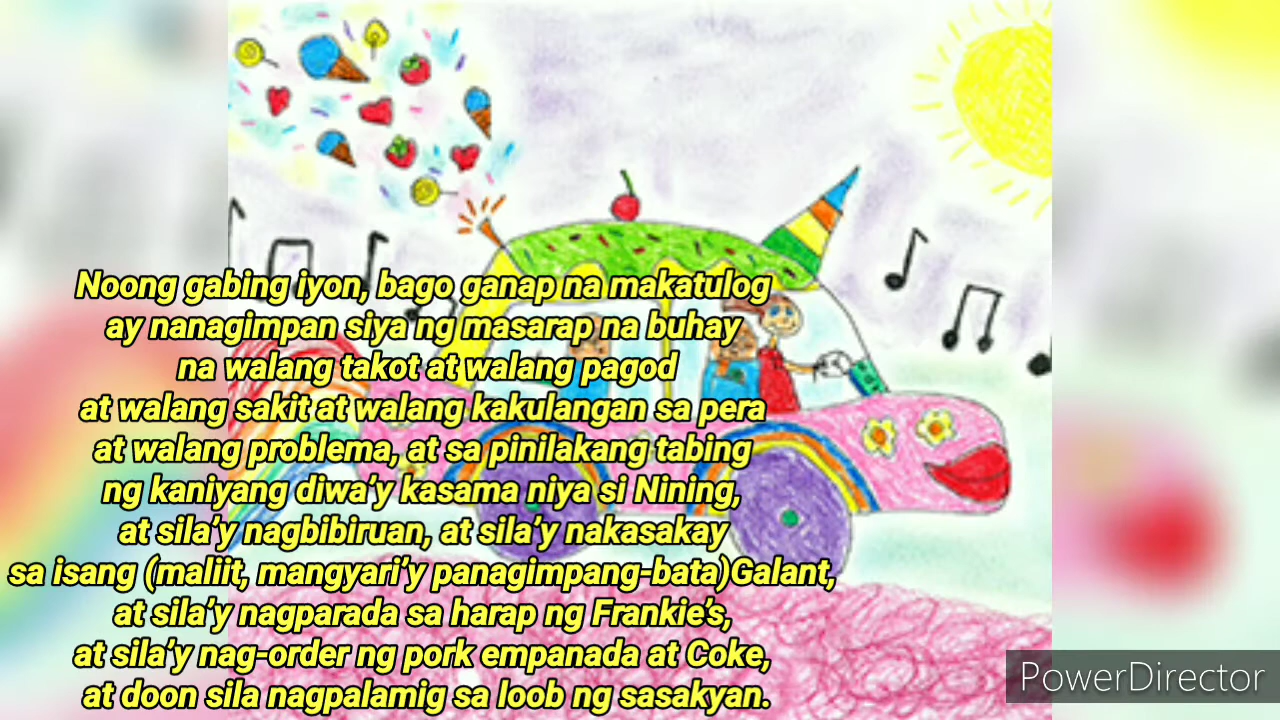 Noong gabing iyon, bago ganap na makatulog
ay nanagimpan siya ng masarap na buhay
na walang takot at walang pagod
at walang sakit at walang kakulangan sa pera
at walang problema, at sa pinilakang tabing
ng kaniyang diwa’y kasama niya si Nining,
at sila’y nagbibiruan, at sila’y nakasakay
sa isang (maliit, mangyari’y panagimpang-bata)Galant,
at sila’y nagparada sa harap ng Frankie’s,
at sila’y nag-order ng pork empanada at Coke,
at doon sila nagpalamig sa loob ng sasakyan.
PowerDirector